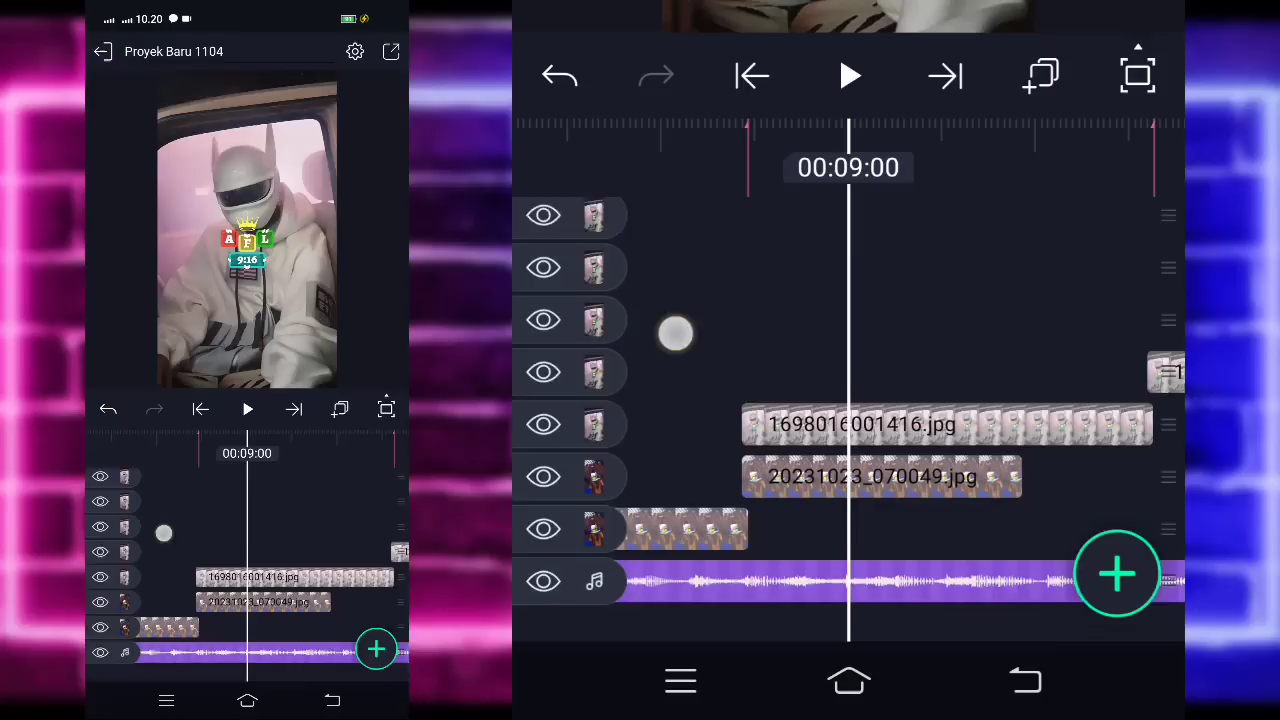 10.20
91
Proyek Baru 1104
A F L
9:16
00:09:00
1698016001416.jpg
20231023_070049.jpg
00:09:00
1698016001416.jpg
20231023_070049.jpg